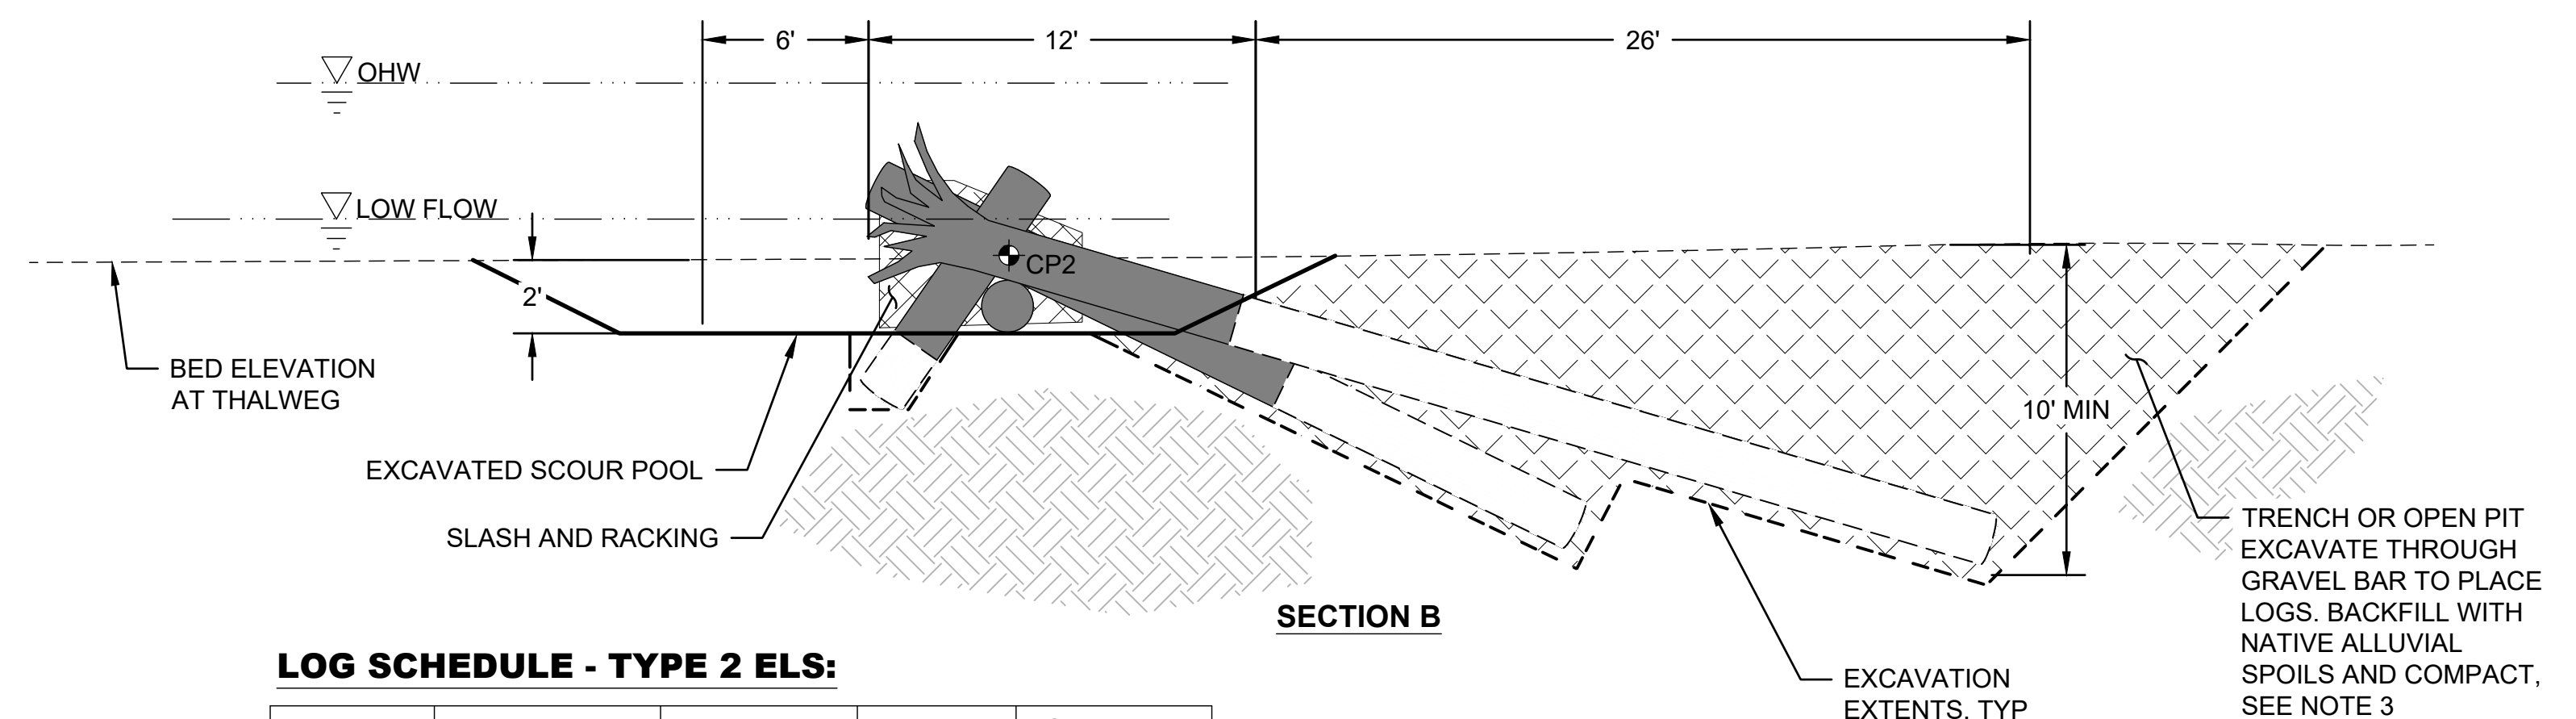 6'
12'
26'
OHW
LOW FLOW
CP2
2'
10' MIN
BED ELEVATION
AT THALWEG
EXCAVATED SCOUR POOL
SLASH AND RACKING
TRENCH OR OPEN PIT
EXCAVATE THROUGH
GRAVEL BAR TO PLACE
LOGS. BACKFILL WITH
NATIVE ALLUVIAL
SPOILS AND COMPACT,
SEE NOTE 3
SECTION B
EXCAVATION
EXTENTS, TYP
LOG SCHEDULE - TYPE 2 ELS: